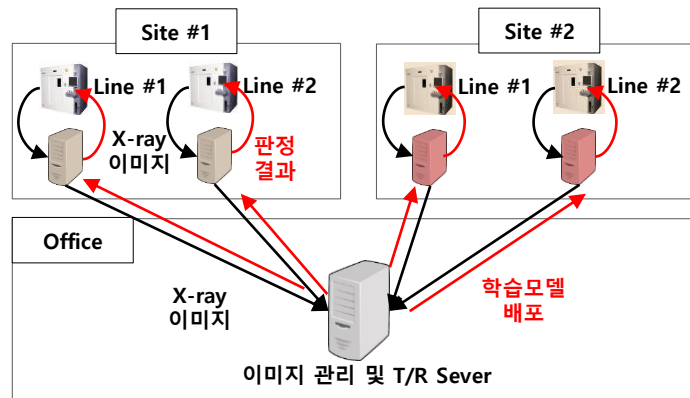 Site #1
Site #2
Line #1
Line #2
Line #1
Line #2
X-ray
이미지
판정
결과
Office
X-ray
이미지
학습모델
배포
이미지 관리 및 T/R Sever